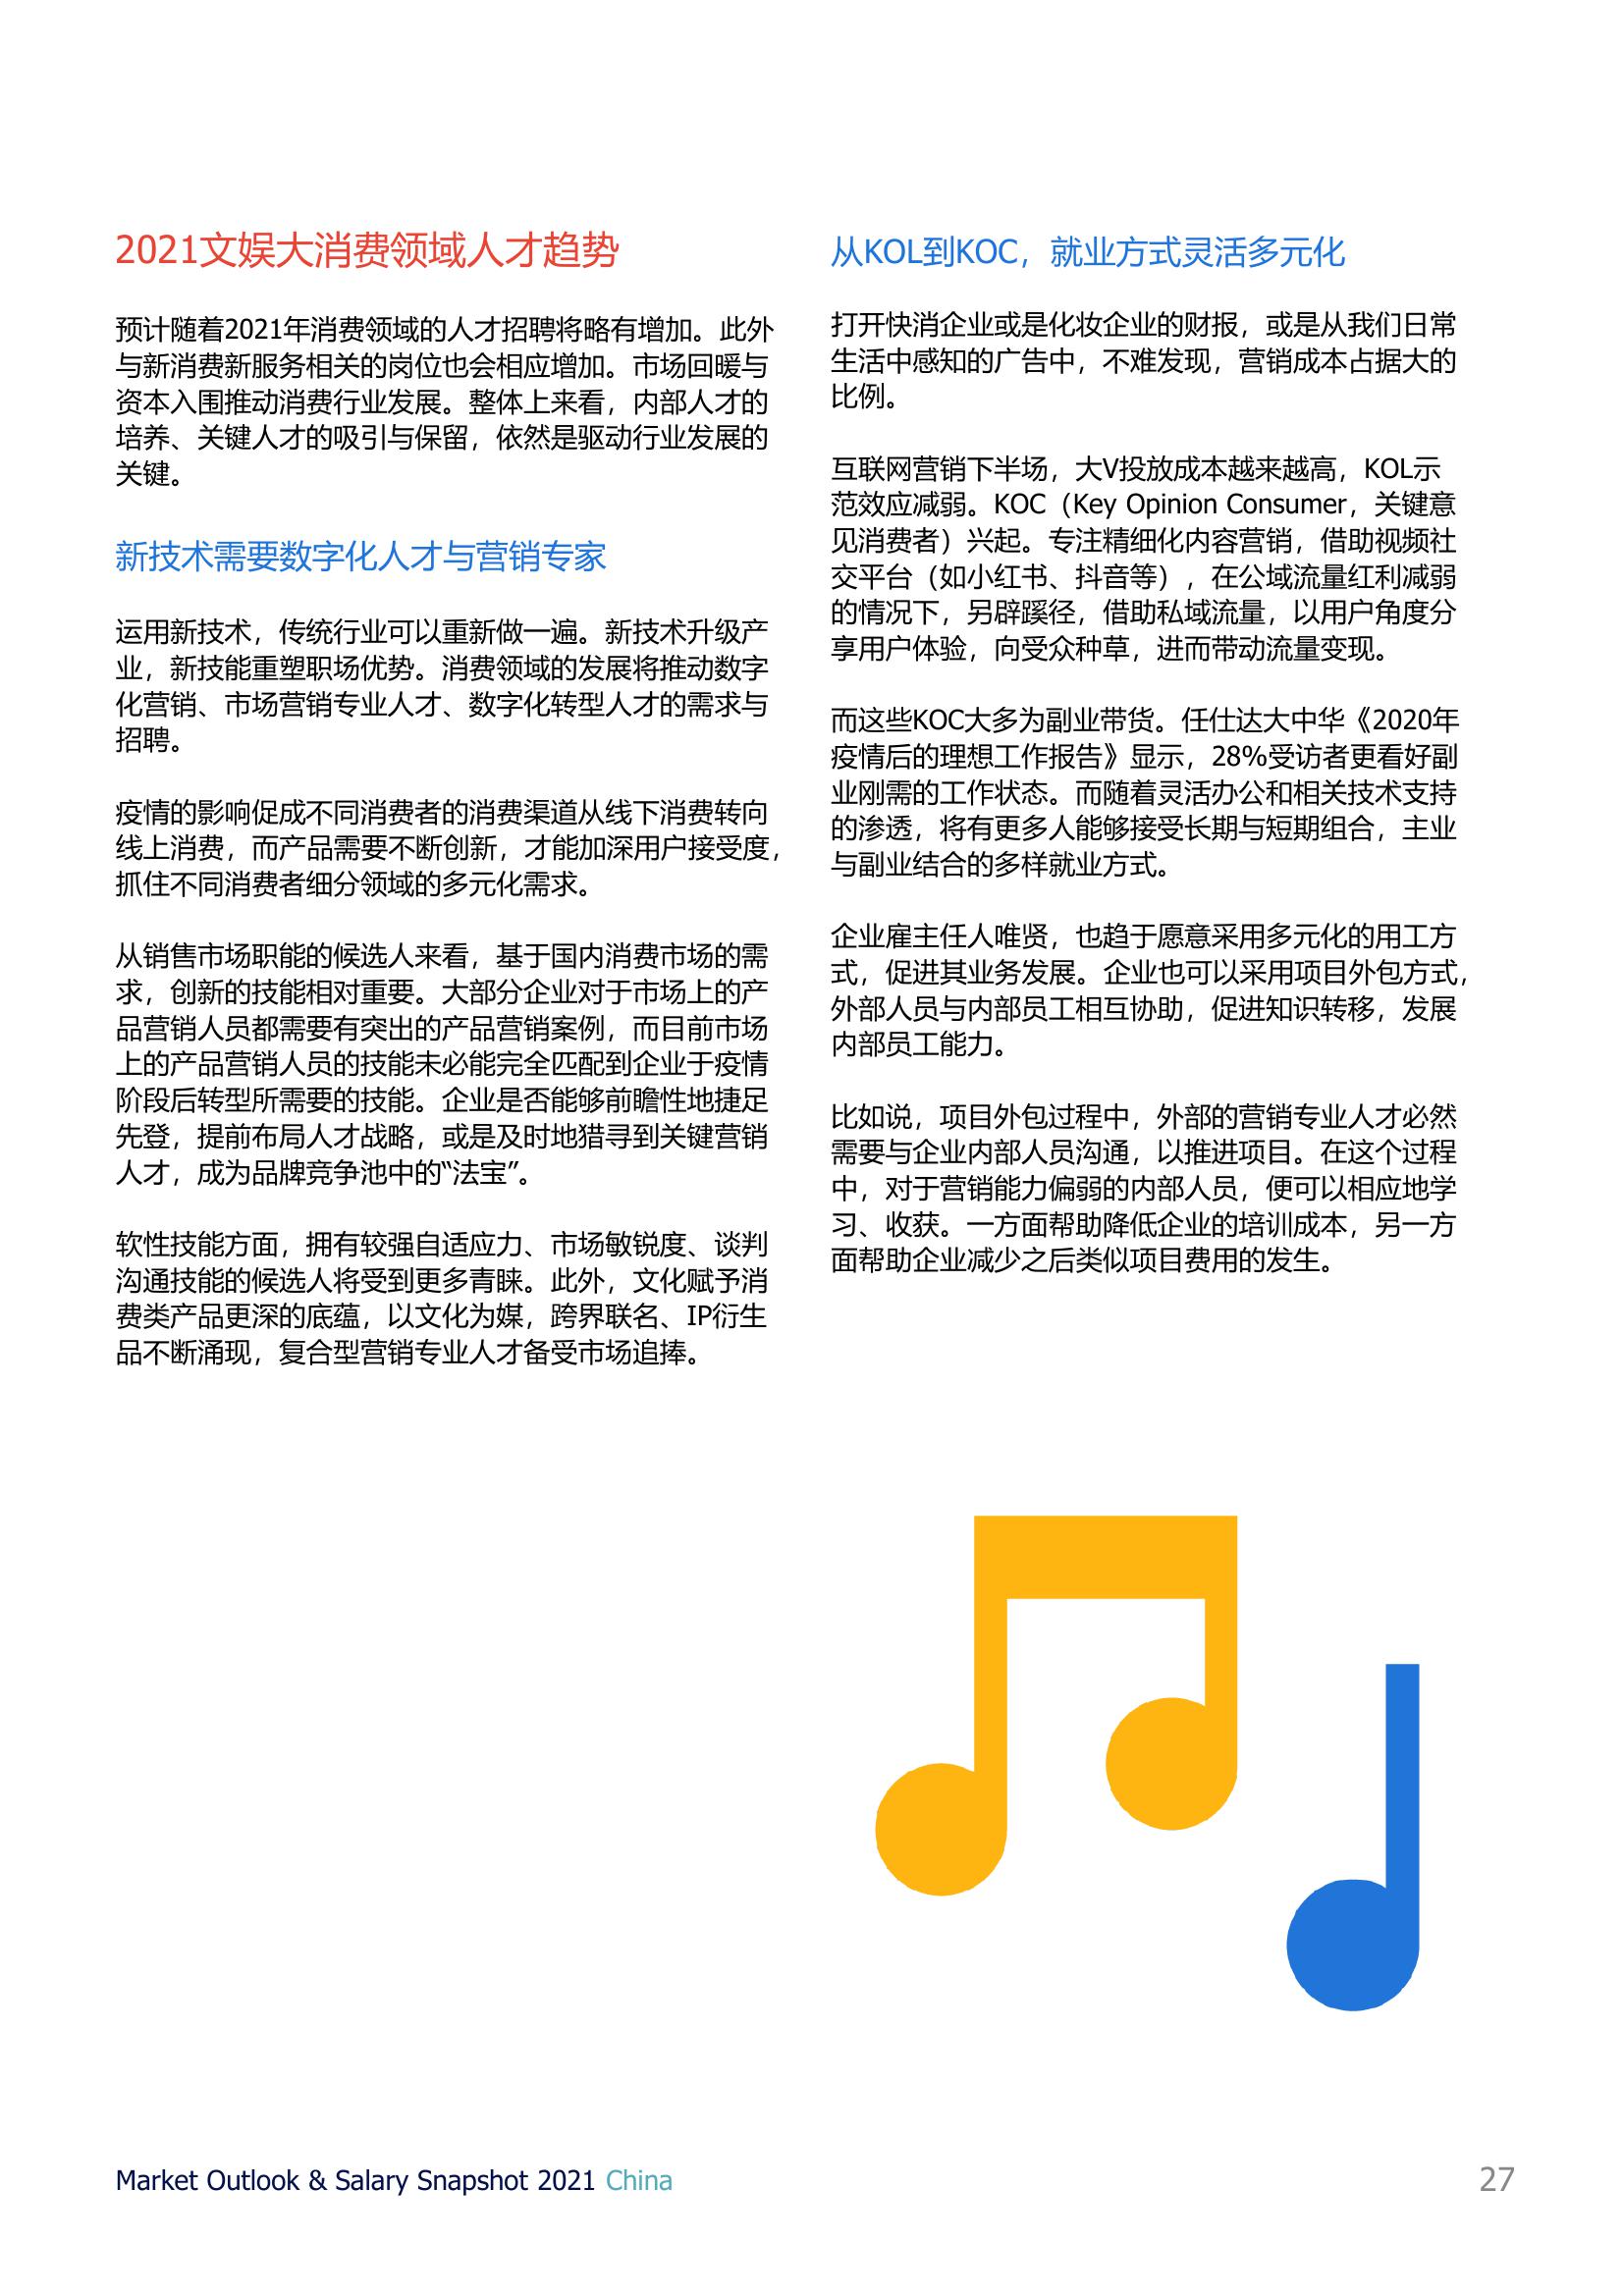 2021文娱大消费领域人才趋势
预计随着2021年消费领域的人才招聘将略有增加。此外
与新消费新服务相关的岗位也会相应增加。市场回暖与
资本入围推动消费行业发展。整体上来看，内部人才的
培养、关键人才的吸引与保留，依然是驱动行业发展的
关键。
新技术需要数字化人才与营销专家
运用新技术，传统行业可以重新做一遍。新技术升级产
业，新技能重塑职场优势。消费领域的发展将推动数字
化营销、市场营销专业人才、数字化转型人才的需求与
招聘。
疫情的影响促成不同消费者的消费渠道从线下消费转向
线上消费，而产品需要不断创新，才能加深用户接受度，
抓住不同消费者细分领域的多元化需求。
从销售市场职能的候选人来看，基于国内消费市场的需
求，创新的技能相对重要。大部分企业对于市场上的产
品营销人员都需要有突出的产品营销案例，而目前市场
上的产品营销人员的技能未必能完全匹配到企业于疫情
阶段后转型所需要的技能。企业是否能够前瞻性地捷足
先登，提前布局人才战略，或是及时地猎寻到关键营销
人才，成为品牌竞争池中的“法宝”。
软性技能方面，拥有较强自适应力、市场敏锐度、谈判
沟通技能的候选人将受到更多青睐。此外，文化赋予消
费类产品更深的底蕴，以文化为媒，跨界联名、IP衍生
品不断涌现，复合型营销专业人才备受市场追捧。
从KOL到KOC，就业方式灵活多元化
打开快消企业或是化妆企业的财报，或是从我们日常
生活中感知的广告中，不难发现，营销成本占据大的
比例。
互联网营销下半场，大V投放成本越来越高，KOL示
范效应减弱。KOC（Key Opinion Consumer，关键意
见消费者）兴起。专注精细化内容营销，借助视频社
交平台（如小红书、抖音等），在公域流量红利减弱
的情况下，另辟蹊径，借助私域流量，以用户角度分
享用户体验，向受众种草，进而带动流量变现。
而这些KOC大多为副业带货。任仕达大中华《2020年
疫情后的理想工作报告》显示，28%受访者更看好副
业刚需的工作状态。而随着灵活办公和相关技术支持
的渗透，将有更多人能够接受长期与短期组合，主业
与副业结合的多样就业方式。
企业雇主任人唯贤，也趋于愿意采用多元化的用工方
式，促进其业务发展。企业也可以采用项目外包方式，
外部人员与内部员工相互协助，促进知识转移，发展
内部员工能力。
比如说，项目外包过程中，外部的营销专业人才必然
需要与企业内部人员沟通，以推进项目。在这个过程
中，对于营销能力偏弱的内部人员，便可以相应地学
习、收获。一方面帮助降低企业的培训成本，另一方
面帮助企业减少之后类似项目费用的发生。
Market Outlook & Salary Snapshot 2021 China
27